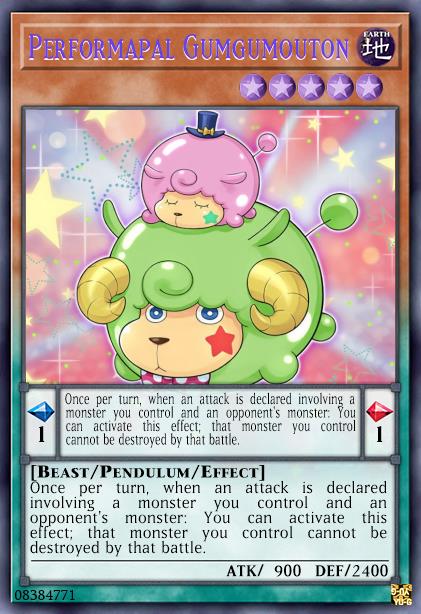 PERFORMAPAL GUMGUMOUTON
EARTH
地
Once per turn, when an attack is declared involving a
monster you control and an opponent's monster: You
can activate this effect; that monster you control
cannot be destroyed by that battle.
1
1
[BEAST/PENDULUM/EFFECT]
Once per turn, when an attack is declared
involving a monster you control and an
opponent's monster: You can activate this
effect; that monster you control cannot be
destroyed by that battle.
ATK/ 900 DEF/2400
08384771